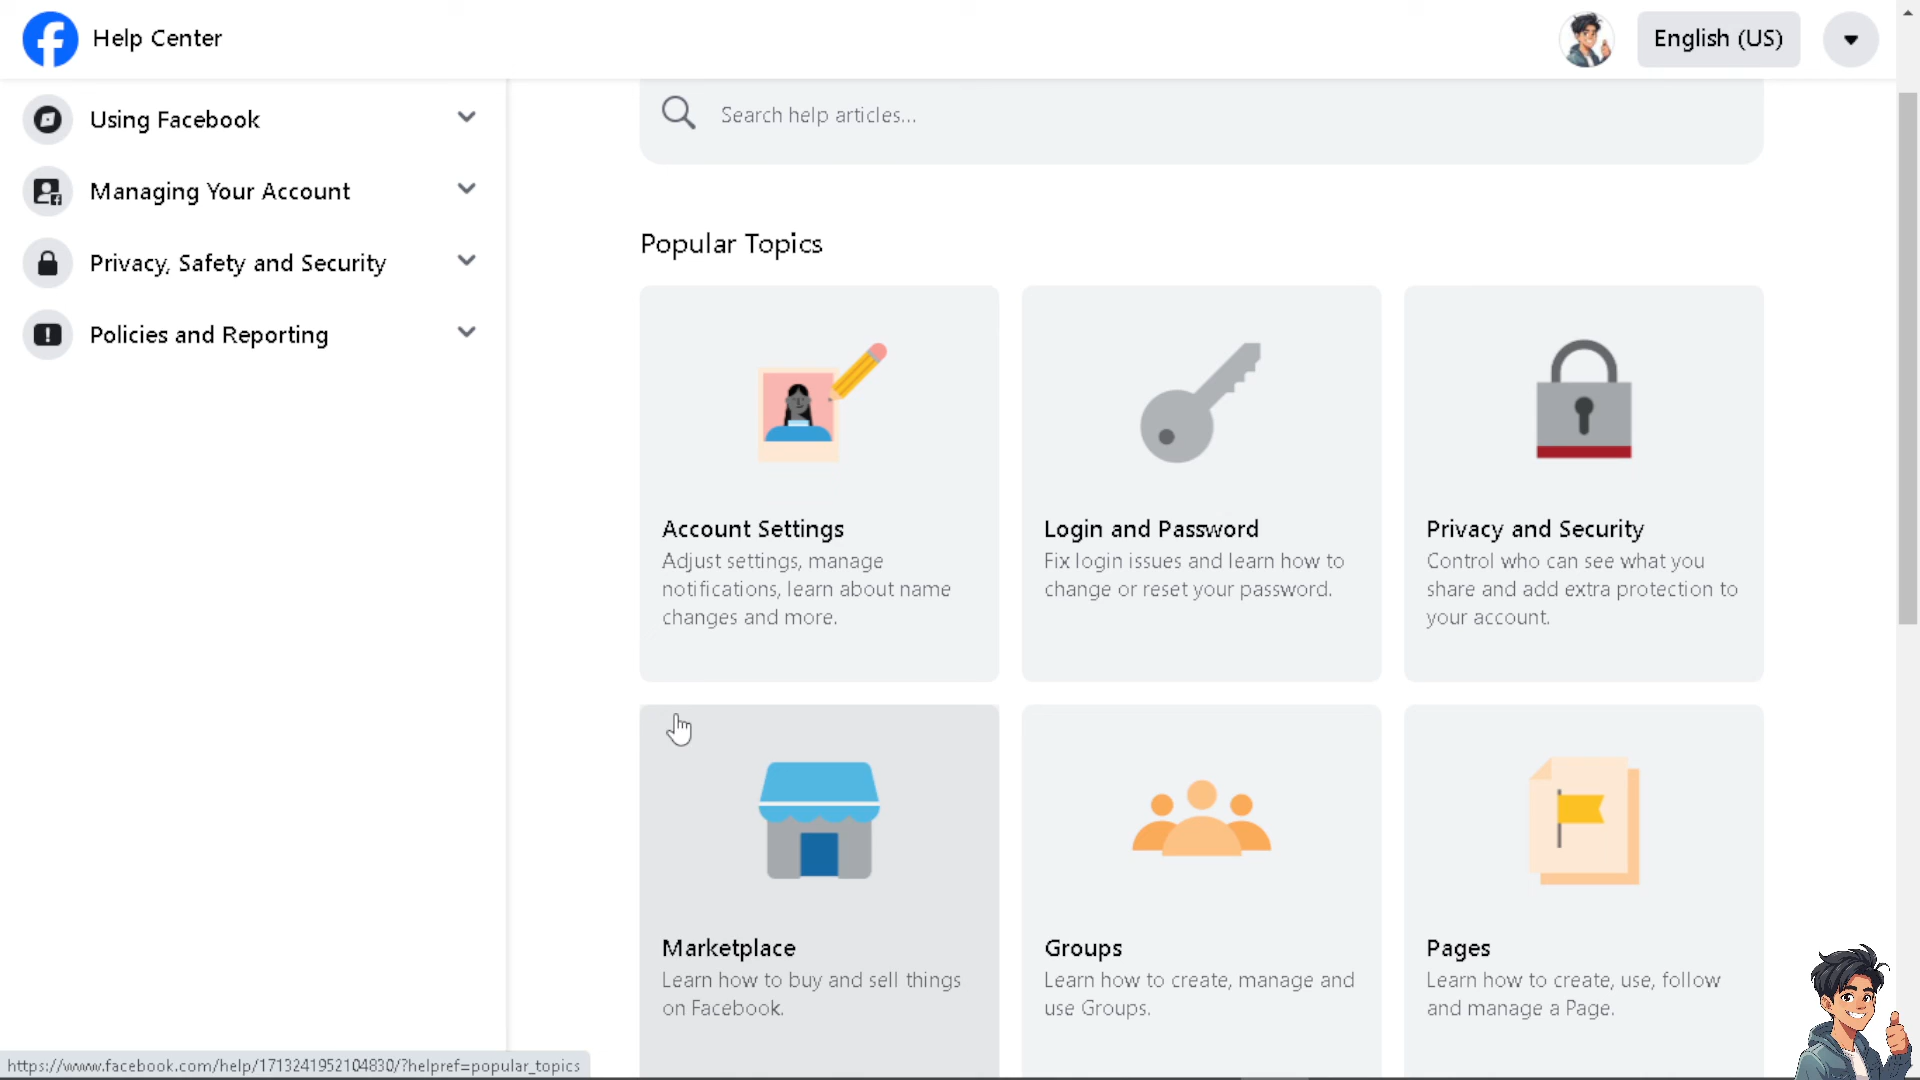 Help Center
English (US)
Using Facebook
Managing Your Account
Privacy, Safety and Security
Policies and Reporting
Search help articles...
Popular Topics
Account Settings
Adjust settings, manage
notifications, learn about name
changes and more.
Login and Password
Fix login issues and learn how to
change or reset your password.
Privacy and Security
Control who can see what you
share and add extra protection to
your account.
Marketplace
Learn how to buy and sell things
on Facebook.
Groups
Learn how to create, manage and
use Groups.
Pages
Learn how to create, use, follow
and manage a Page.
https://www.facebook.com/help/1713241952104830/?helpref=popular_topics